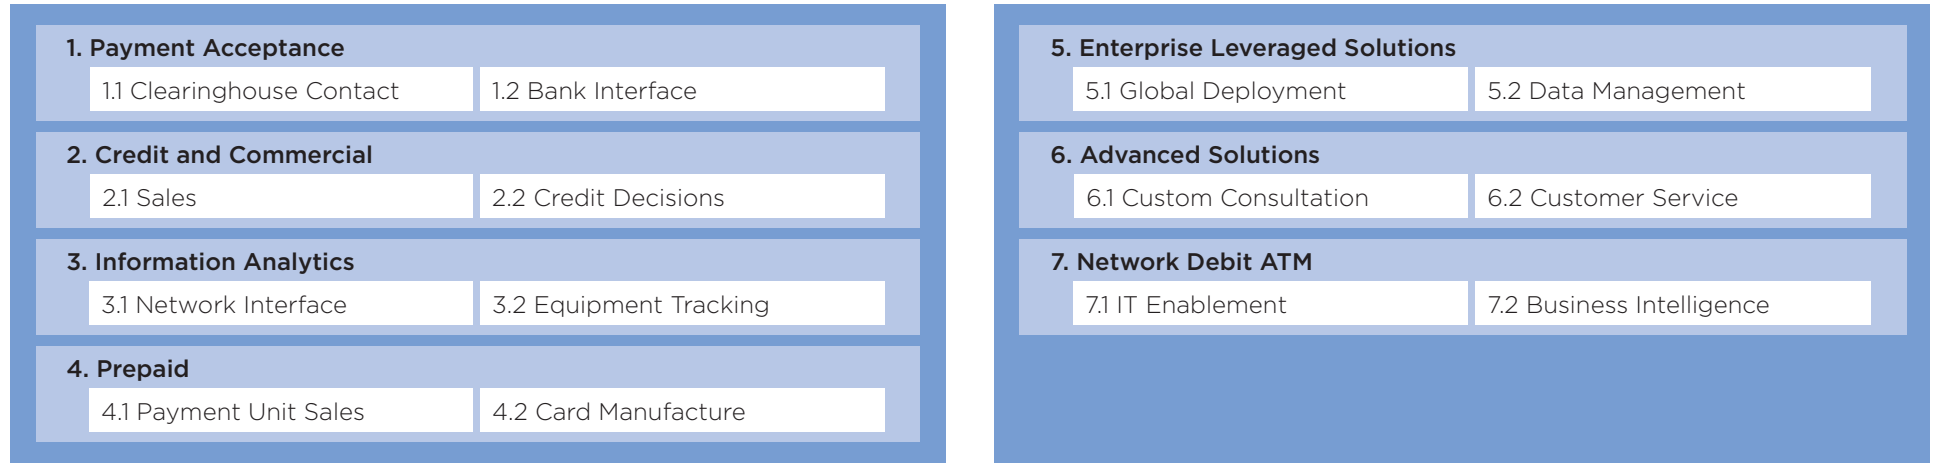 1. Payment Acceptance
1.1 Clearinghouse Contact
1.2 Bank Interface
2. Credit and Commercial
2.1 Sales
2.2 Credit Decisions
3. Information Analytics
3.1 Network Interface
3.2 Equipment Tracking
4. Prepaid
4.1 Payment Unit Sales
4.2 Card Manufacture
5. Enterprise Leveraged Solutions
5.1 Global Deployment
5.2 Data Management
6. Advanced Solutions
6.1 Custom Consultation
6.2 Customer Service
7. Network Debit ATM
7.1 IT Enablement
7.2 Business Intelligence